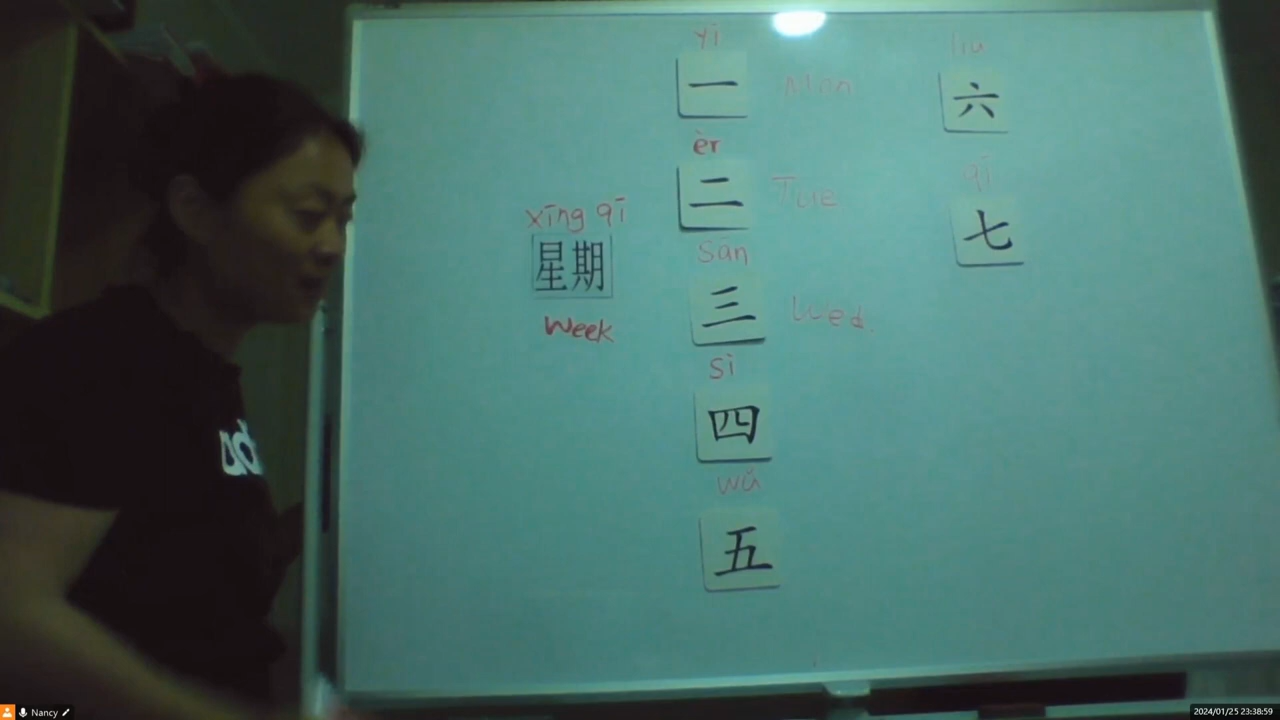 yī
一 Mon
èr
二 Tue
xīng qī
星期
week
sān
三 Wed.
sì
四
wǔ
五
liu
六
qī
七
Nancy
2024/01/25 23:38:59